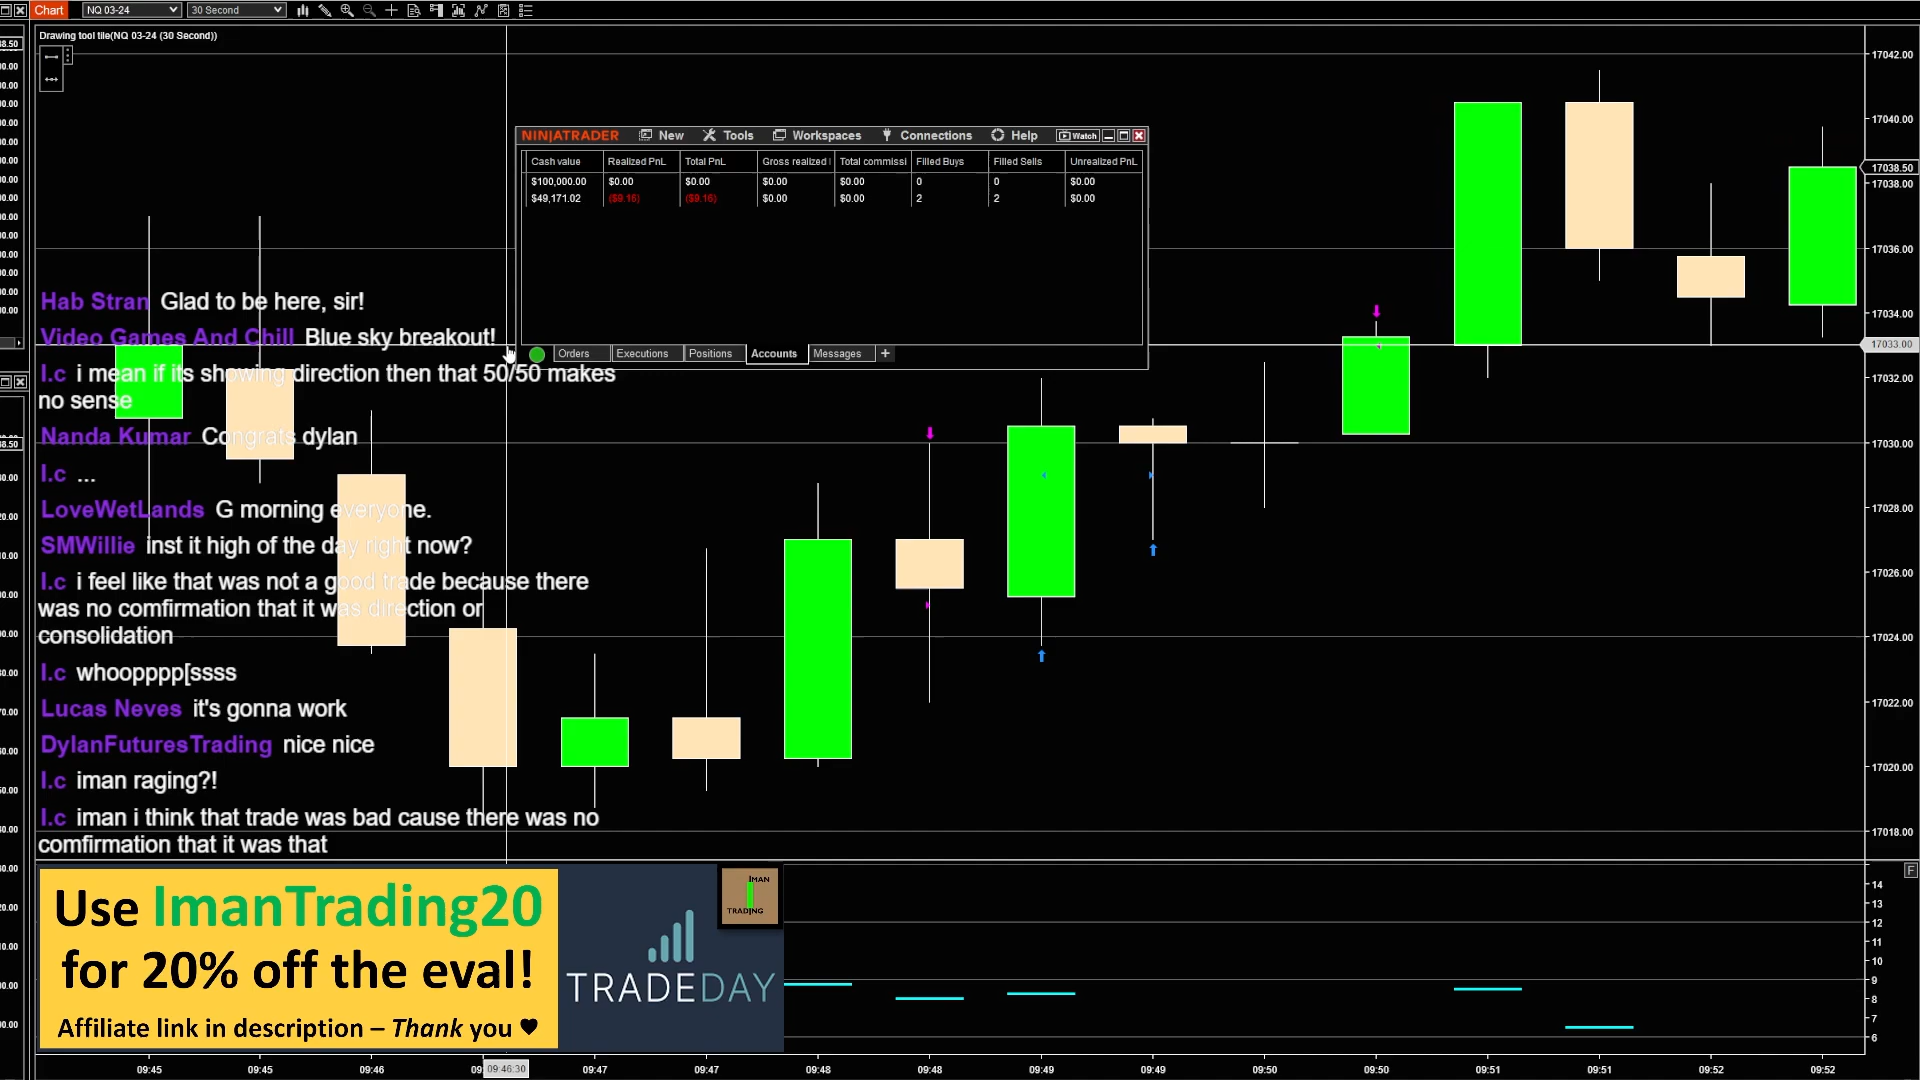 Chart NQ 03-24 30 Second
Drawing tool tile(NQ 03-24 (30 Second))
NINJATRADER New Tools Workspaces Connections Help Watch
Cash value Realized PnL Total PnL Gross realized Total commissi Filled Buys Filled Sells Unrealized PnL
$100,000.00 $0.00 $0.00 $0.00 $0.00 0 0 $0.00
$49,171.02 ($9.16) ($9.16) $0.00 $0.00 2 2 $0.00
Orders Executions Positions Accounts Messages +
Hab Stran Glad to be here, sir!
Video Games And Chill Blue sky breakout!
I.c i mean if its showing direction then that 50/50 makes
no sense
Nanda Kumar Congrats dylan
I.c ...
LoveWetLands G morning everyone.
SMWillie inst it high of the day right now?
I.c i feel like that was not a good trade because there
was no comfirmation that it was direction or
consolidation
I.c whoopppp[ssss
Lucas Neves it's gonna work
DylanFuturesTrading nice nice
I.c iman raging?!
I.c iman i think that trade was bad cause there was no
comfirmation that it was that
Use ImanTrading20
for 20% off the eval!
Affiliate link in description – Thank you ♥
IMAN
TRADING
TRADEDAY
17042.00
17040.00
17038.50
17038.00
17036.00
17034.00
17033.00
17032.00
17030.00
17028.00
17026.00
17024.00
17022.00
17020.00
17018.00
F
14
13
12
11
10
9
8
7
6
09:45 09:45 09:46 09:46:30 09:47 09:47 09:48 09:48 09:49 09:49 09:50 09:50 09:51 09:51 09:52 09:52